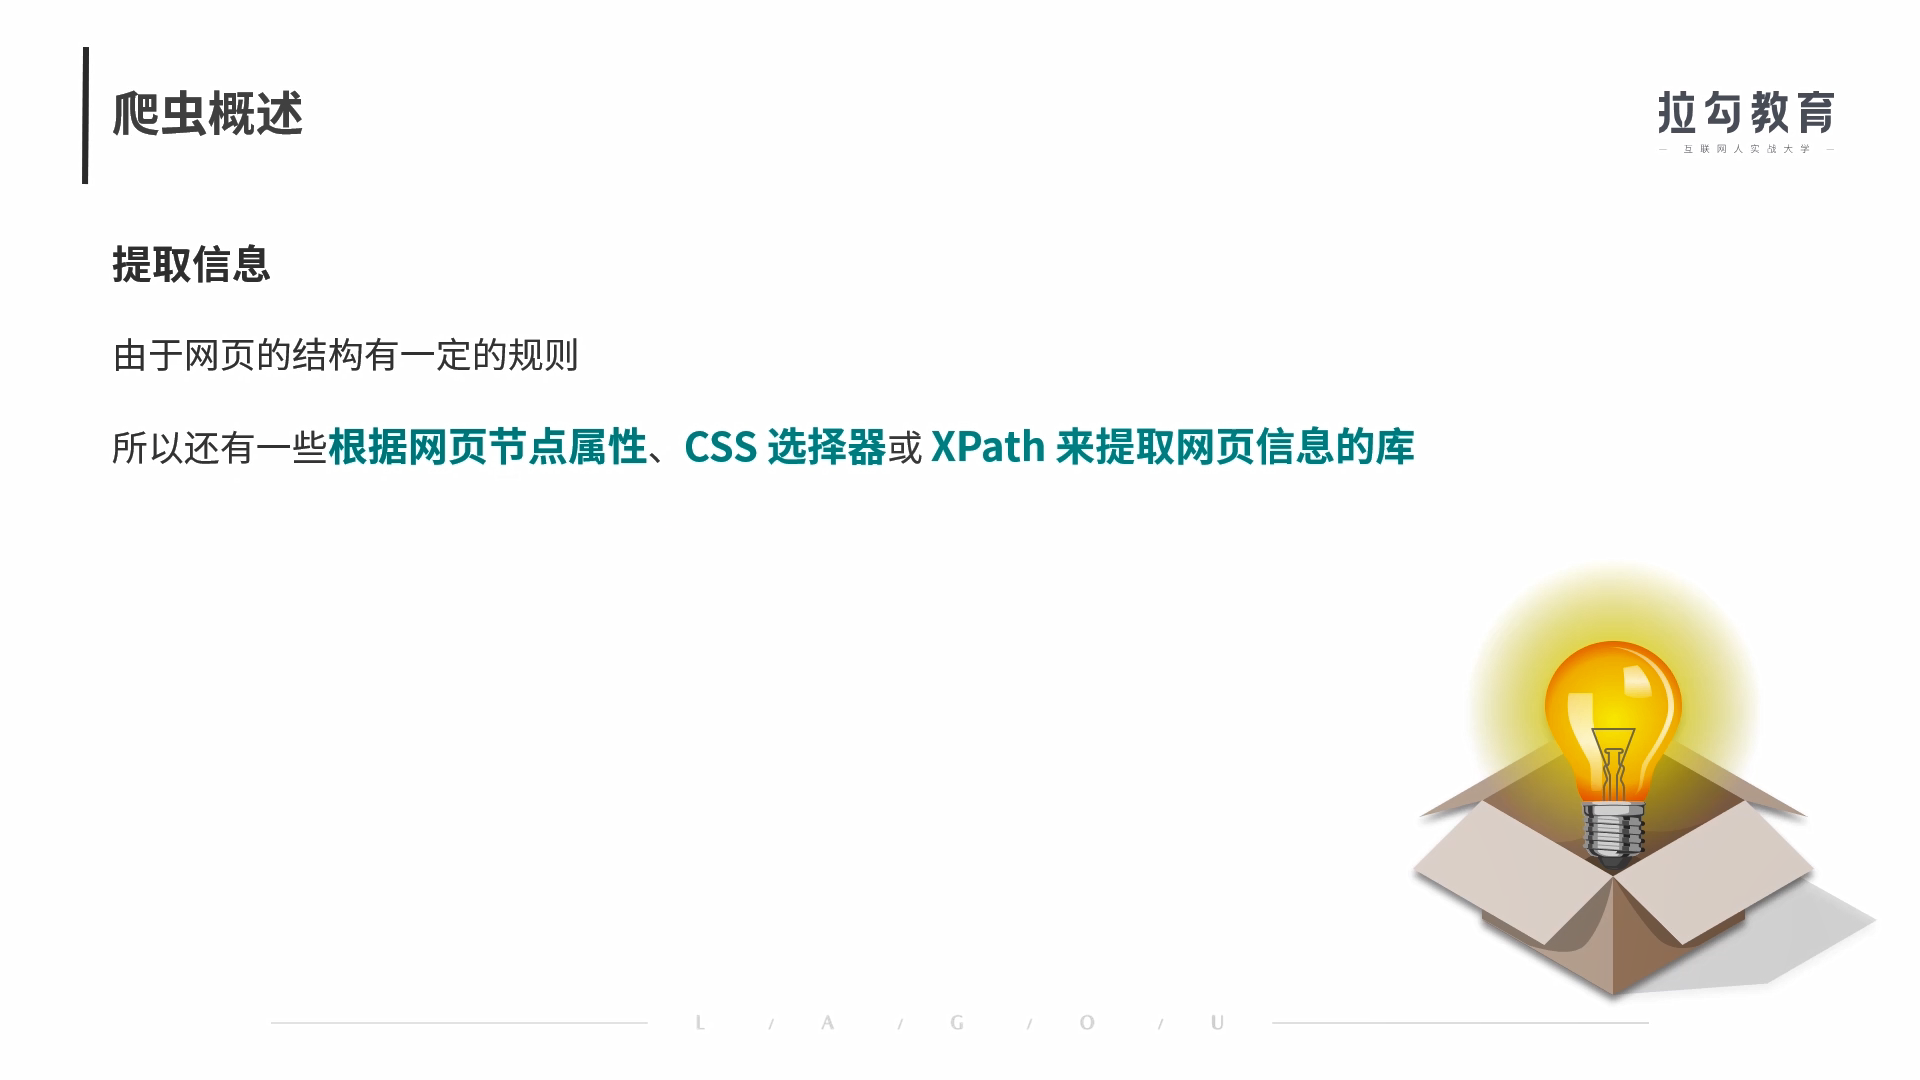 爬虫概述
拉勾教育
— 互联网人实战大学 —
提取信息
由于网页的结构有一定的规则
所以还有一些根据网页节点属性、CSS 选择器或 XPath 来提取网页信息的库
L / A / G / O / U